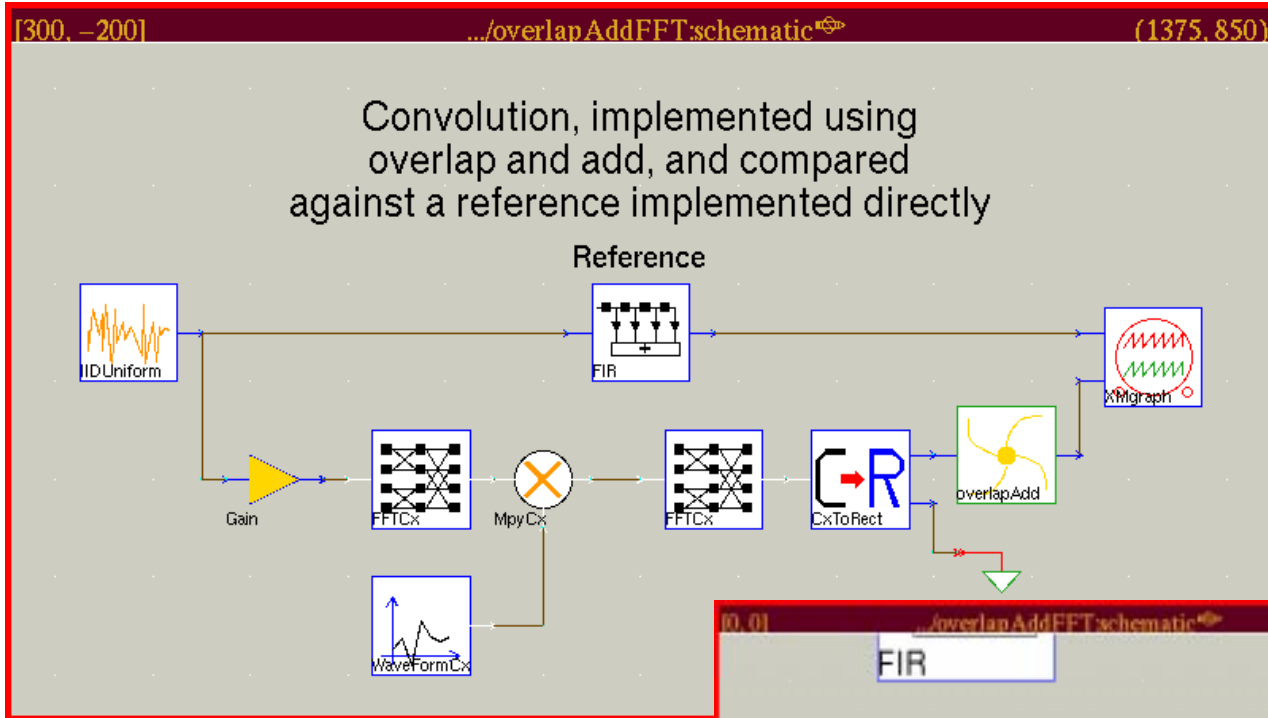 [300, −200] .../overlapAddFFT:schematic (1375, 850)
Convolution, implemented using
overlap and add, and compared
against a reference implemented directly
Reference
IIDUniform
FIR
XMgraph
Gain
FFTCx
MpyCx
FFTCx
C R
CxToRect
overlapAdd
WaveFormCx
[0, 0] .../overlapAddFFT:schematic
FIR